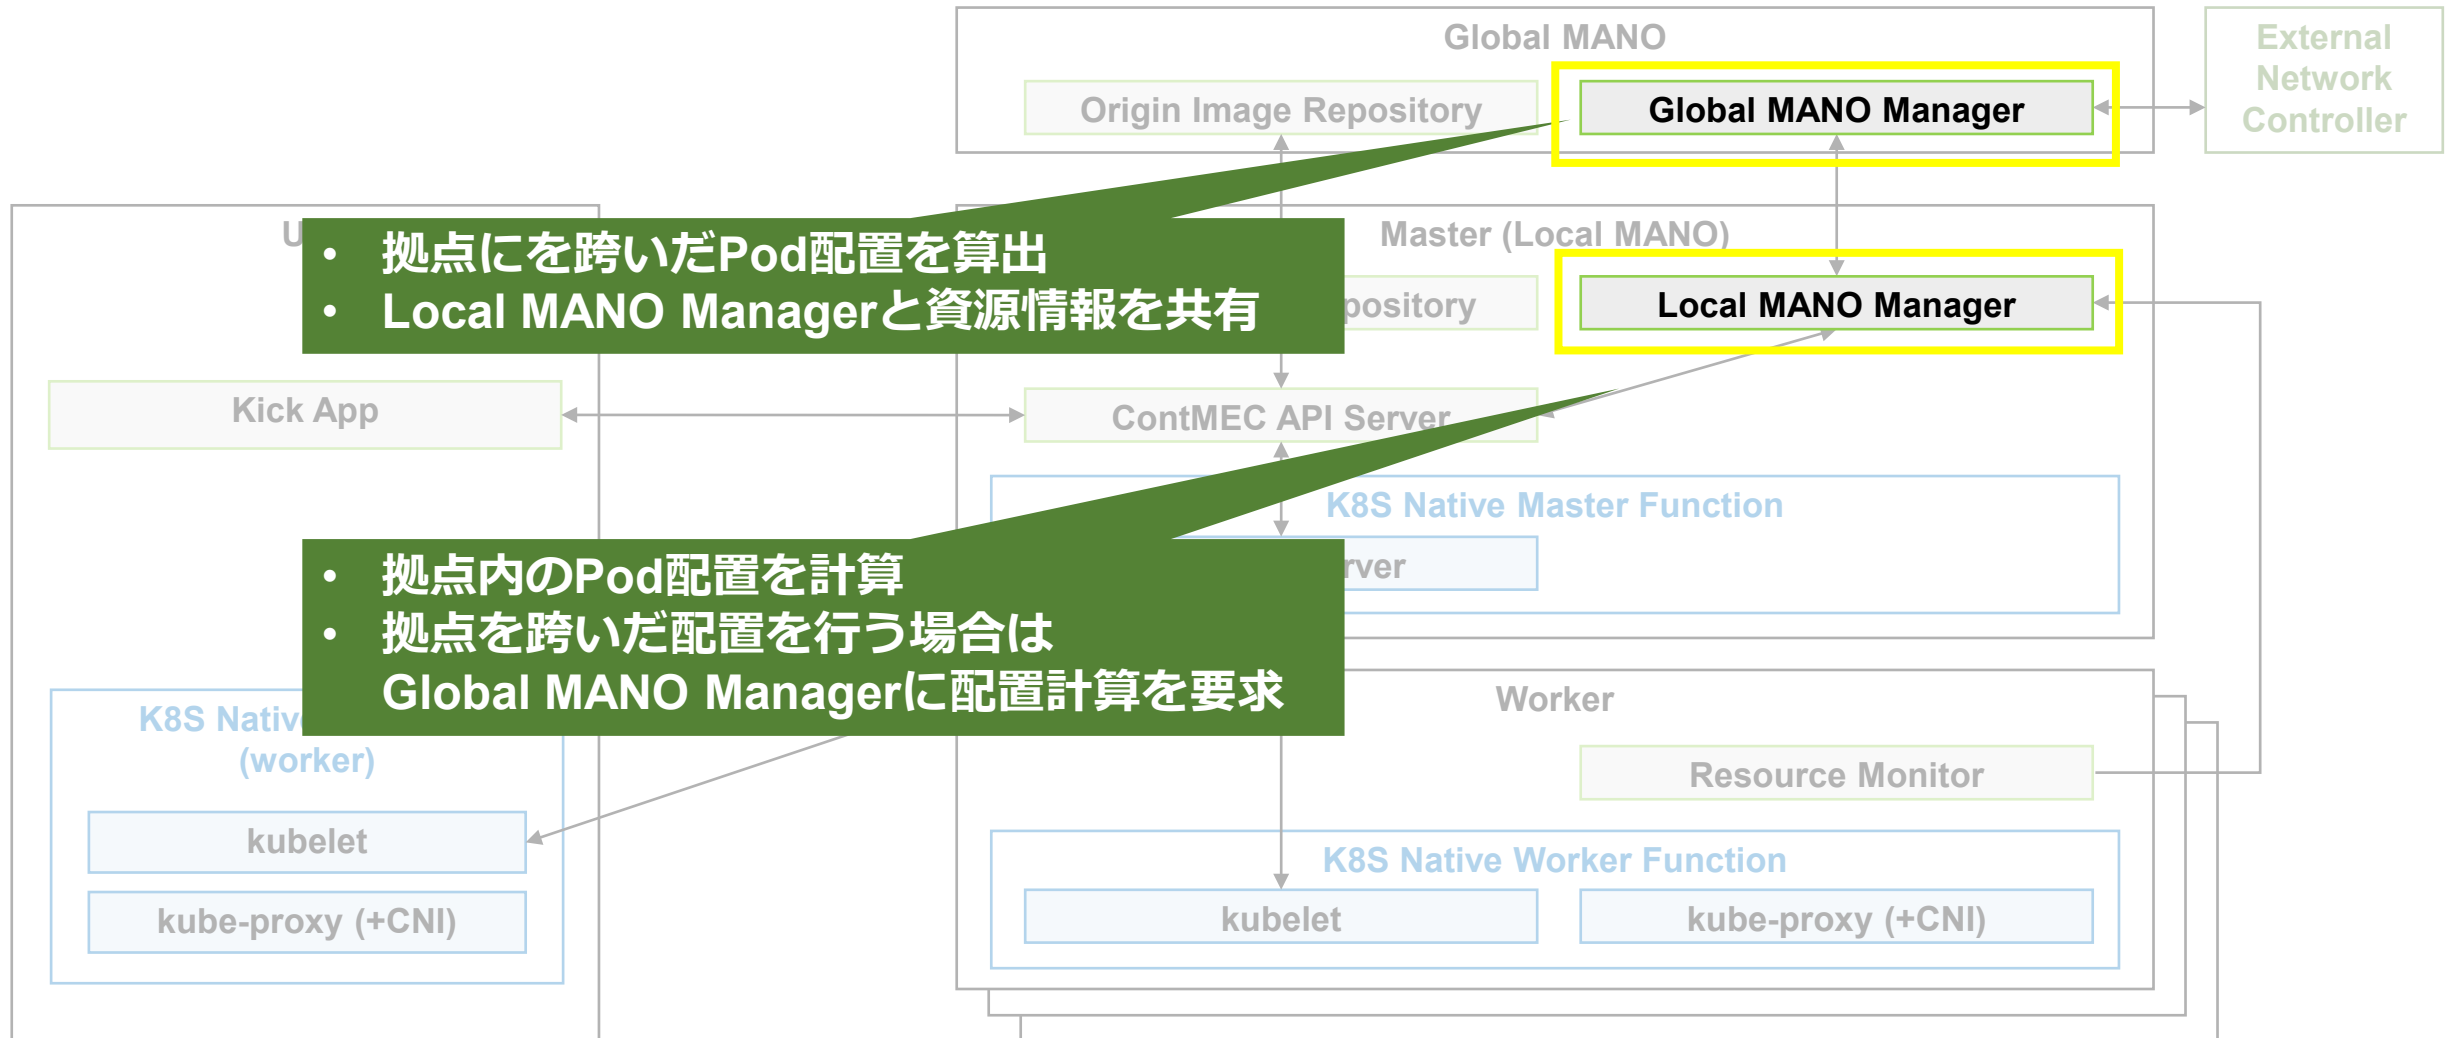 Global MANO
Origin Image Repository
Global MANO Manager
External
Network
Controller
• 拠点にを跨いだPod配置を算出
• Local MANO Managerと資源情報を共有
Master (Local MANO)
Local MANO Manager
Kick App
ContMEC API Server
K8S Native Master Function
• 拠点内のPod配置を計算
• 拠点を跨いだ配置を行う場合は
Global MANO Managerに配置計算を要求
K8S Native
(worker)
kubelet
kube-proxy (+CNI)
Worker
Resource Monitor
K8S Native Worker Function
kubelet
kube-proxy (+CNI)